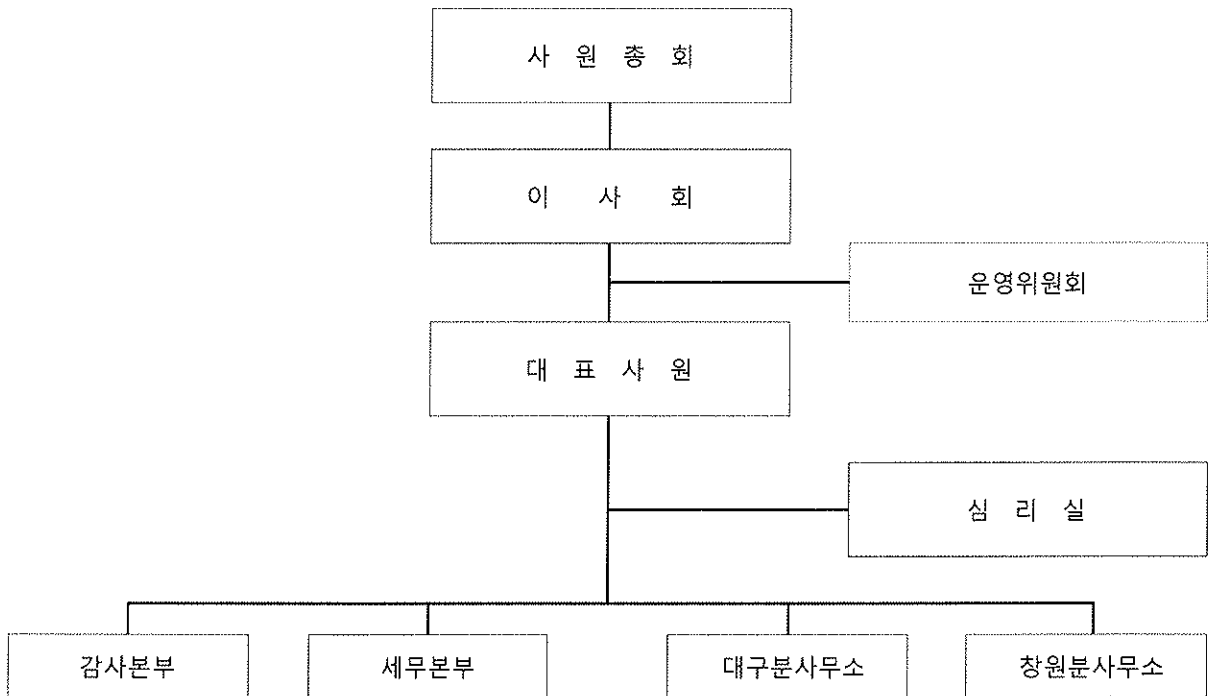 사 원 총 회
이 사 회
운영위원회
대 표 사 원
심 리 실
감사본부 세무본부 대구분사무소 창원분사무소